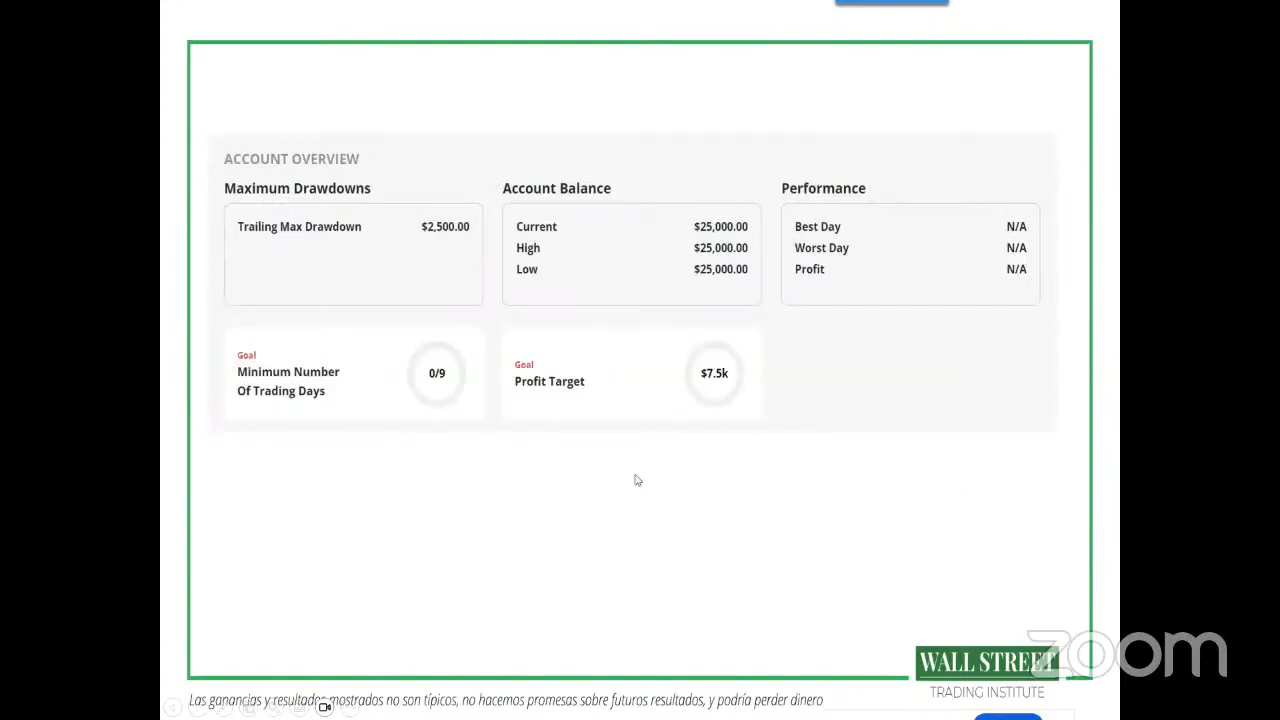 ACCOUNT OVERVIEW
Maximum Drawdowns
Trailing Max Drawdown $2,500.00
Account Balance
Current $25,000.00
High $25,000.00
Low $25,000.00
Performance
Best Day N/A
Worst Day N/A
Profit N/A
Goal
Minimum Number
Of Trading Days
0/9
Goal
Profit Target
$7.5k
WALL STREET
TRADING INSTITUTE
zoom
Las ganancias y resultados mostrados no son típicos, no hacemos promesas sobre futuros resultados, y podría perder dinero